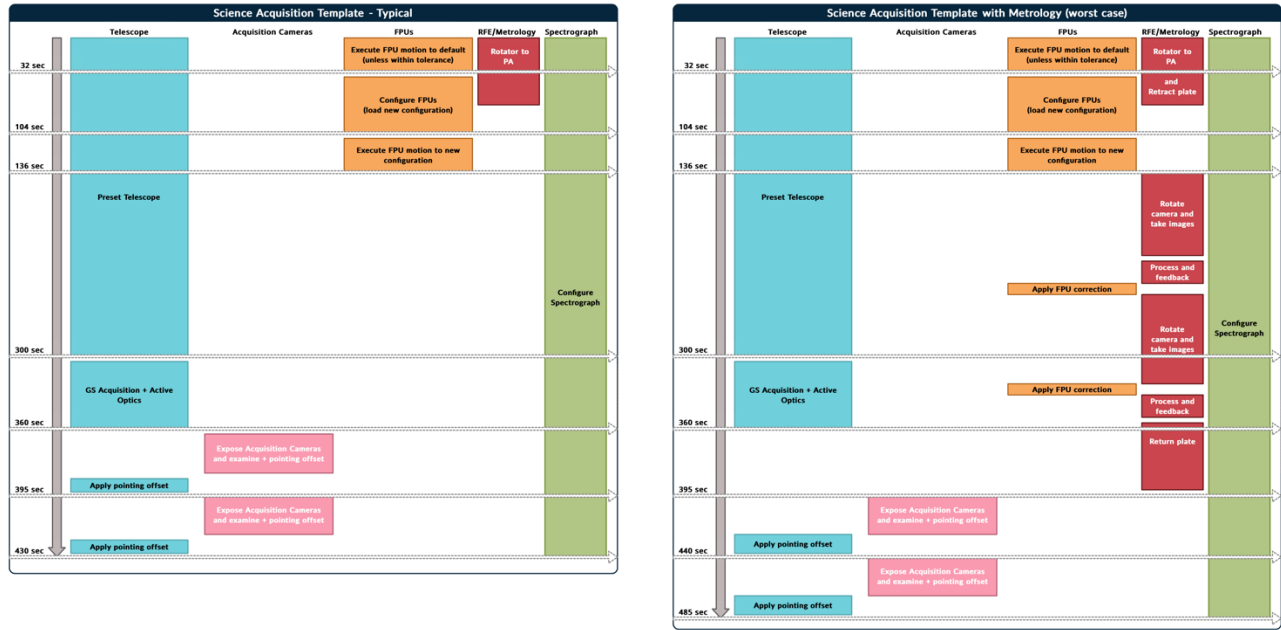 Science Acquisition Template - Typical
Telescope
Acquisition Cameras
FPUs
RFE/Metrology
Spectrograph
Execute FPU motion to default
(unless within tolerance)
Rotator to
PA
32 sec
Configure FPUs
(load new configuration)
104 sec
Execute FPU motion to new
configuration
136 sec
Preset Telescope
Configure
Spectrograph
300 sec
GS Acquisition + Active
Optics
360 sec
Expose Acquisition Cameras
and examine + pointing offset
Apply pointing offset
395 sec
Expose Acquisition Cameras
and examine + pointing offset
Apply pointing offset
430 sec
Science Acquisition Template with Metrology (worst case)
Telescope
Acquisition Cameras
FPUs
RFE/Metrology
Spectrograph
Execute FPU motion to default
(unless within tolerance)
Rotator to
PA
32 sec
and
Retract plate
Configure FPUs
(load new configuration)
104 sec
Execute FPU motion to new
configuration
136 sec
Preset Telescope
Rotate
camera and
take images
Process and
feedback
Apply FPU correction
Rotate
camera and
take images
Configure
Spectrograph
300 sec
GS Acquisition + Active
Optics
Apply FPU correction
Process and
feedback
360 sec
Return plate
395 sec
Expose Acquisition Cameras
and examine + pointing offset
Apply pointing offset
440 sec
Expose Acquisition Cameras
and examine + pointing offset
Apply pointing offset
485 sec